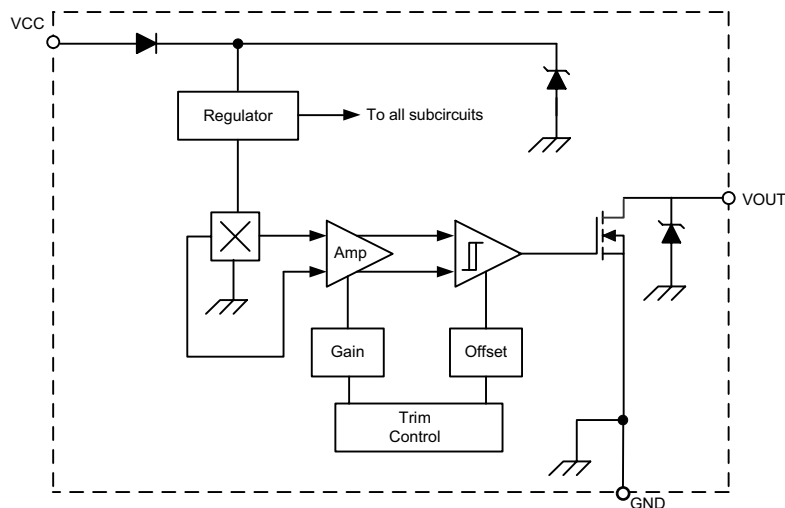 VCC
Regulator
To all subcircuits
VOUT
Amp
Gain
Offset
Trim
Control
GND